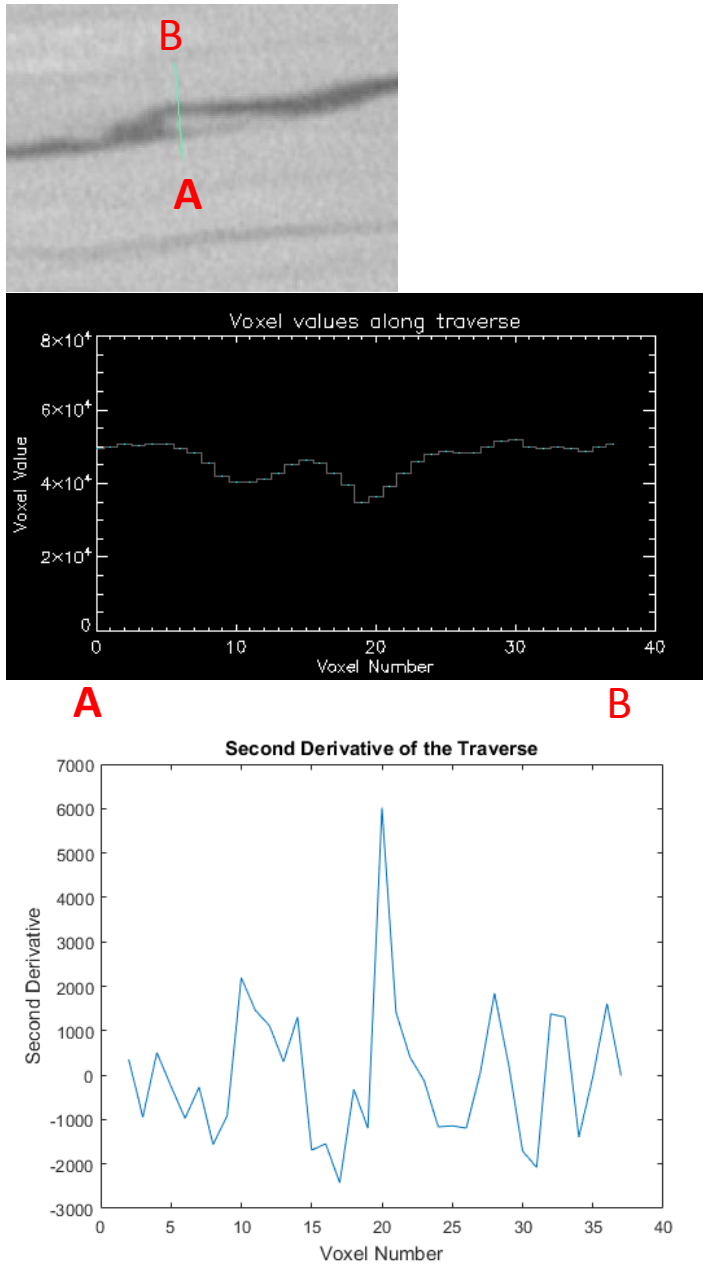 B
A
Voxel values along traverse
8×10⁴
6×10⁴
4×10⁴
2×10⁴
0
Voxel Value
0 10 20 30 40
Voxel Number
A B
Second Derivative of the Traverse
7000
6000
5000
4000
3000
2000
1000
0
-1000
-2000
-3000
Second Derivative
0 5 10 15 20 25 30 35 40
Voxel Number